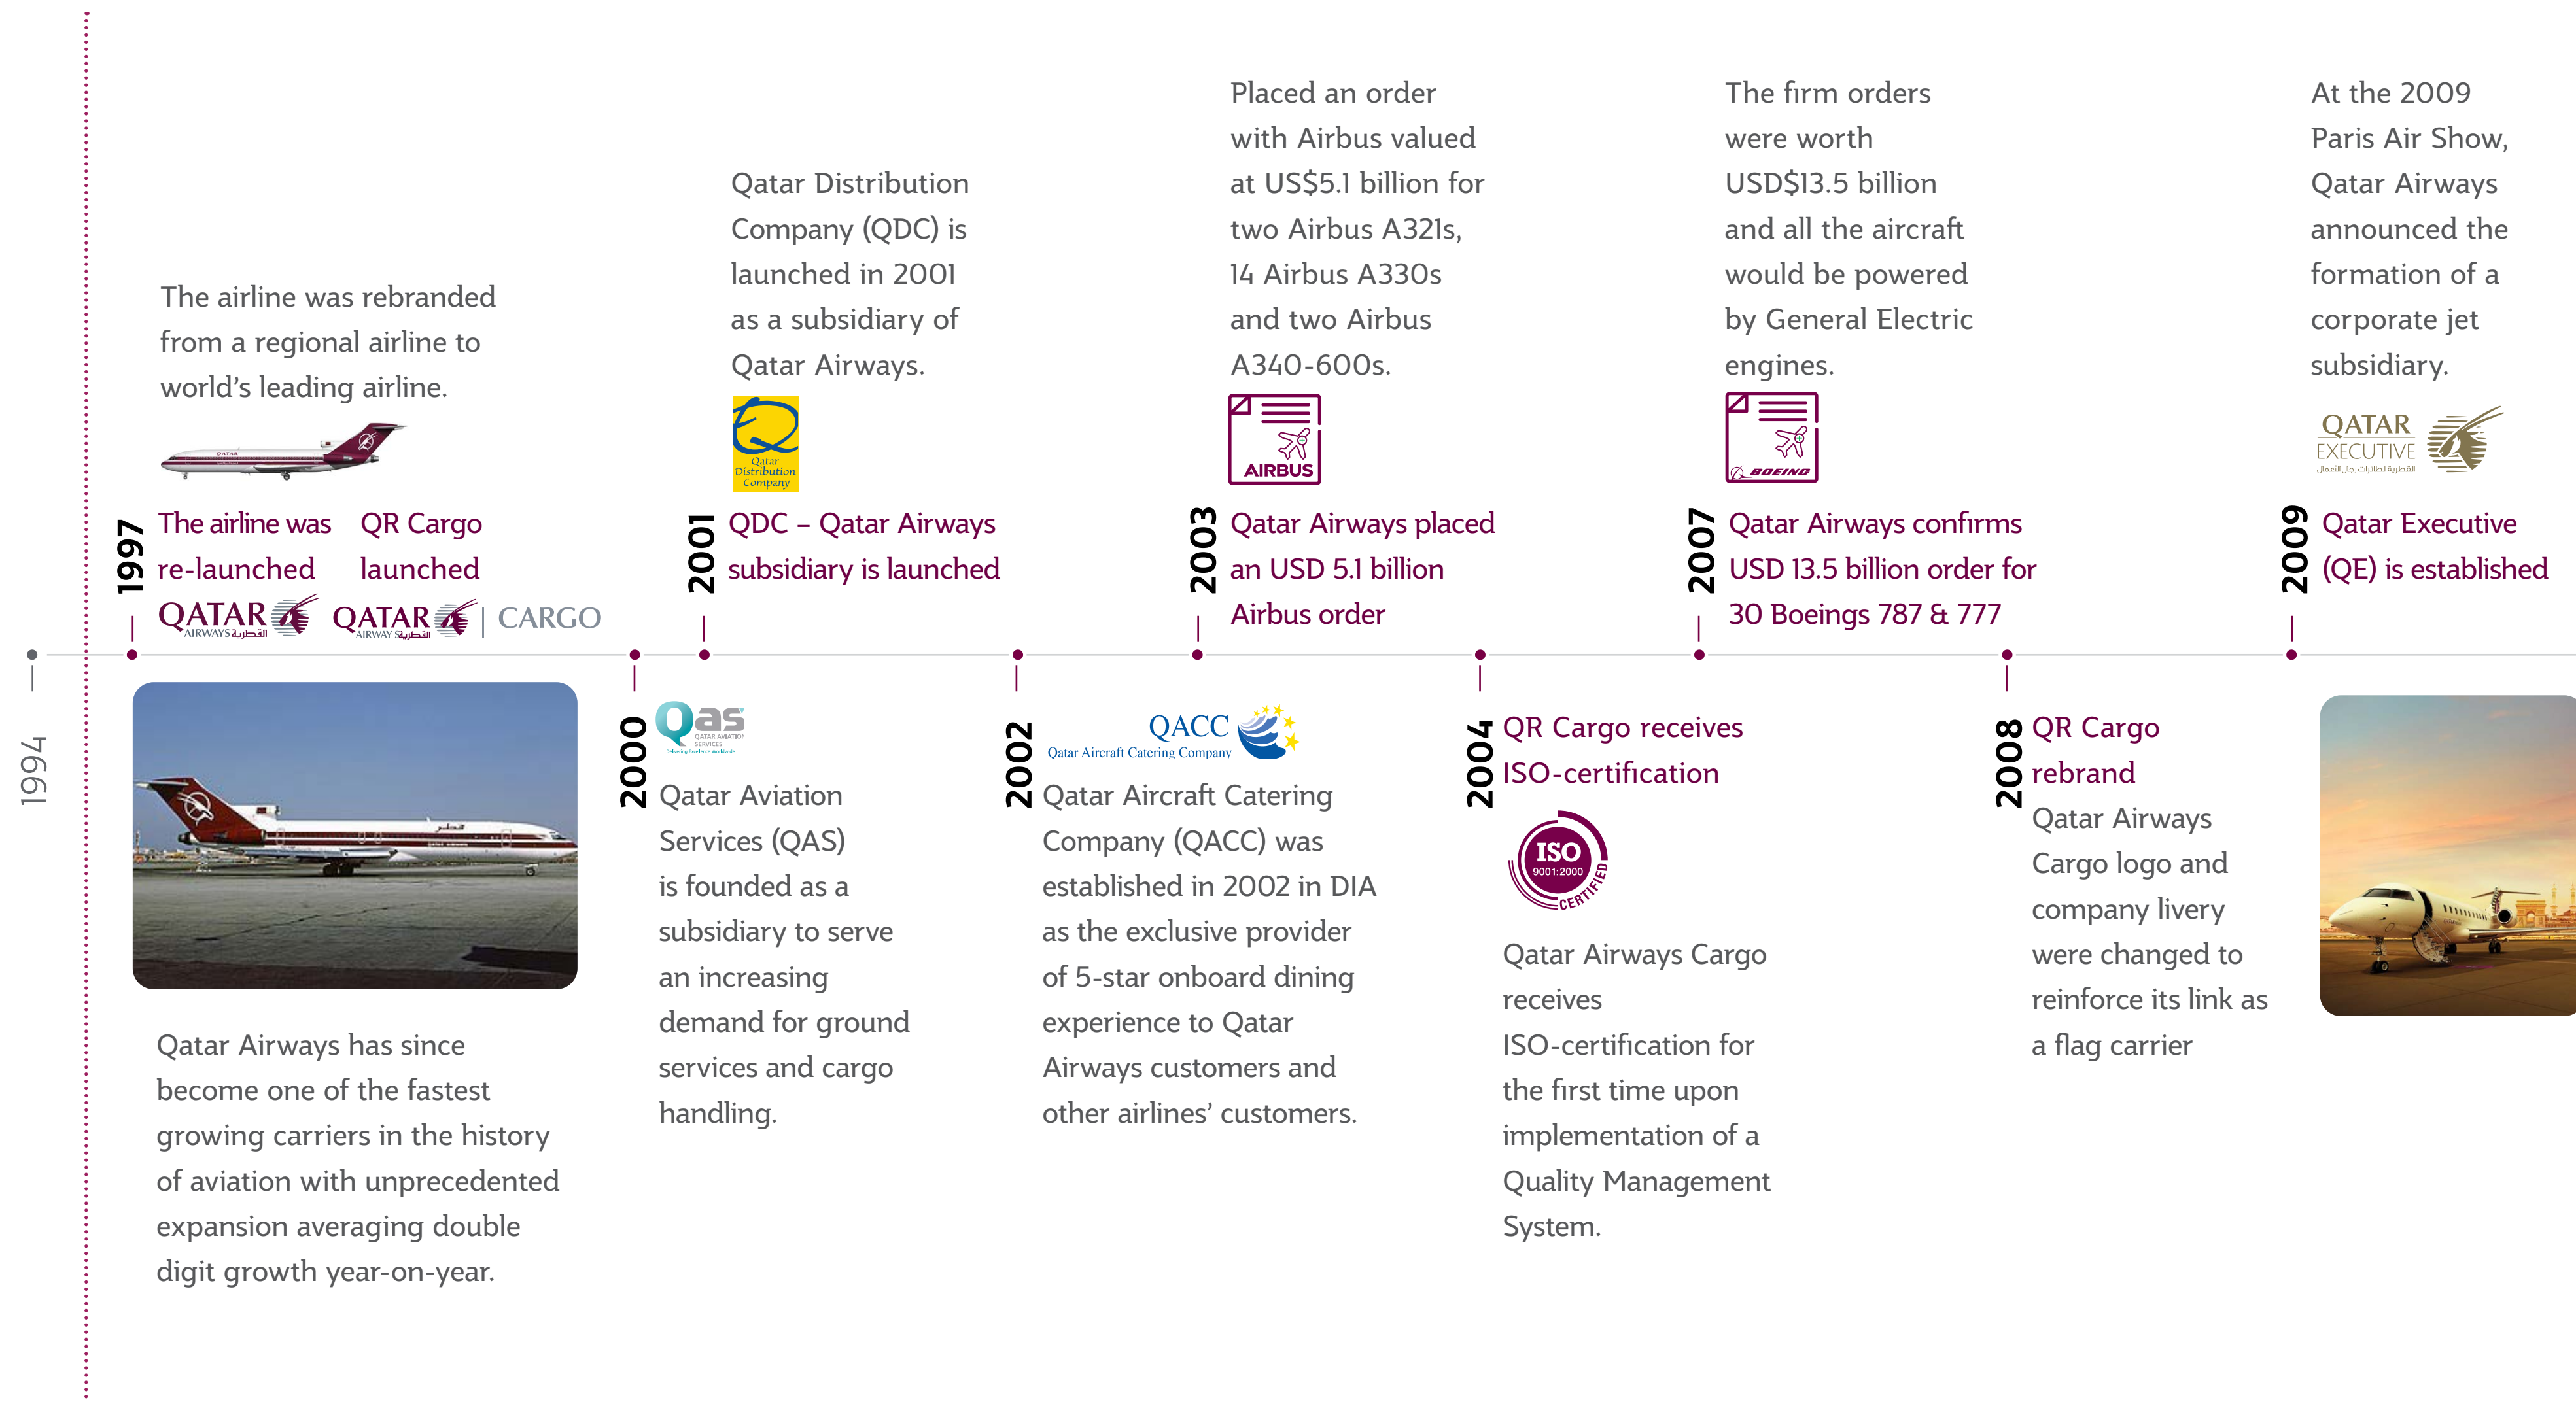 1994
1997
The airline was rebranded
from a regional airline to
world's leading airline.
QATAR
The airline was
re-launched
QR Cargo
launched
QATAR
AIRWAYS القطرية
QATAR
AIRWAYS القطرية
CARGO
Qatar Airways has since
become one of the fastest
growing carriers in the history
of aviation with unprecedented
expansion averaging double
digit growth year-on-year.
2000
Qas
QATAR AVIATION
SERVICES
Delivering Excellence Worldwide
Qatar Aviation
Services (QAS)
is founded as a
subsidiary to serve
an increasing
demand for ground
services and cargo
handling.
2001
Qatar Distribution
Company (QDC) is
launched in 2001
as a subsidiary of
Qatar Airways.
Qatar
Distribution
Company
QDC – Qatar Airways
subsidiary is launched
2002
QACC
Qatar Aircraft Catering Company
Qatar Aircraft Catering
Company (QACC) was
established in 2002 in DIA
as the exclusive provider
of 5-star onboard dining
experience to Qatar
Airways customers and
other airlines' customers.
2003
Placed an order
with Airbus valued
at US$5.1 billion for
two Airbus A321s,
14 Airbus A330s
and two Airbus
A340-600s.
AIRBUS
Qatar Airways placed
an USD 5.1 billion
Airbus order
2004
QR Cargo receives
ISO-certification
ISO
9001:2000
CERTIFIED
Qatar Airways Cargo
receives
ISO-certification for
the first time upon
implementation of a
Quality Management
System.
2007
The firm orders
were worth
USD$13.5 billion
and all the aircraft
would be powered
by General Electric
engines.
BOEING
Qatar Airways confirms
USD 13.5 billion order for
30 Boeings 787 & 777
2008
QR Cargo
rebrand
Qatar Airways
Cargo logo and
company livery
were changed to
reinforce its link as
a flag carrier
2009
At the 2009
Paris Air Show,
Qatar Airways
announced the
formation of a
corporate jet
subsidiary.
QATAR
EXECUTIVE
القطرية لطائرات رجال الأعمال
Qatar Executive
(QE) is established